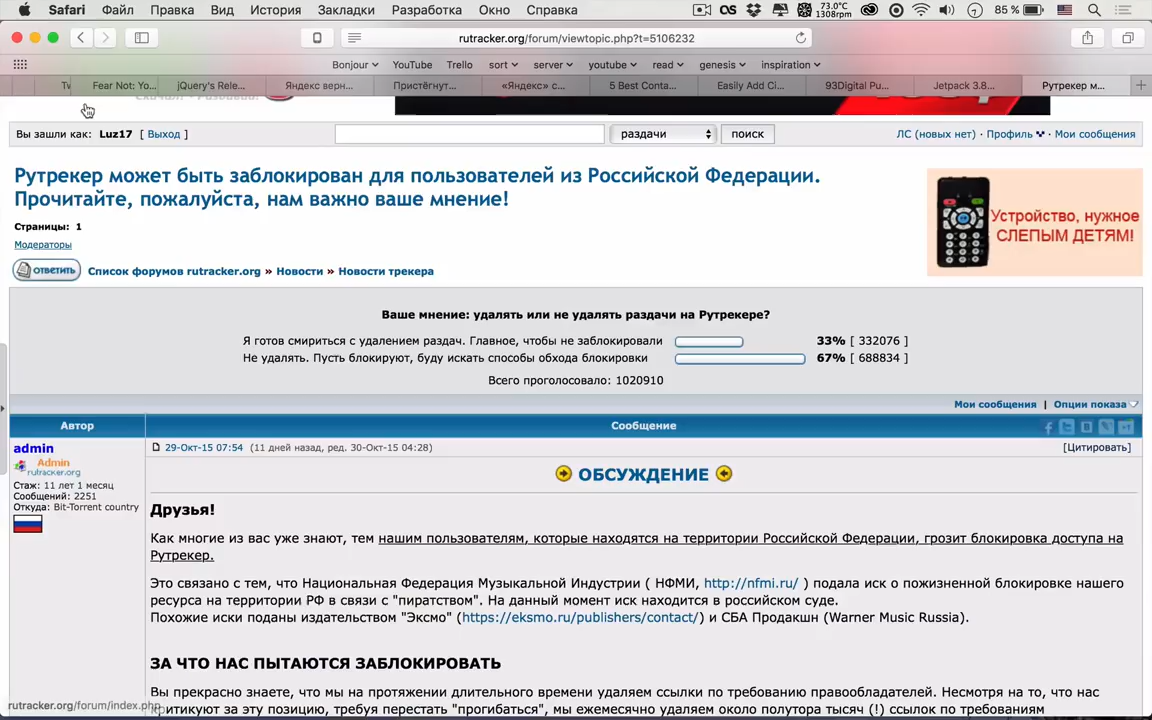 Safari Файл Правка Вид История Закладки Разработка Окно Справка 73.0°C 1308rpm 85 %
rutracker.org/forum/viewtopic.php?t=5106232
Bonjour YouTube Trello sort server youtube read genesis inspiration
Tv Fear Not: Yo... jQuery's Rele... Яндекс верн... Пристёгнут... «Яндекс» с... 5 Best Conta... Easily Add Ci... 93Digital Pu... Jetpack 3.8... Рутрекер м...
Вы зашли как: Luz17 [ Выход ] раздачи поиск ЛС (новых нет) · Профиль · Мои сообщения
Рутрекер может быть заблокирован для пользователей из Российской Федерации.
Прочитайте, пожалуйста, нам важно ваше мнение!
Устройство, нужное
СЛЕПЫМ ДЕТЯМ!
Страницы: 1
Модераторы
ОТВЕТИТЬ Список форумов rutracker.org » Новости » Новости трекера
Ваше мнение: удалять или не удалять раздачи на Рутрекере?
Я готов смириться с удалением раздач. Главное, чтобы не заблокировали 33% [ 332076 ]
Не удалять. Пусть блокируют, буду искать способы обхода блокировки 67% [ 688834 ]
Всего проголосовало: 1020910
Мои сообщения | Опции показа
Автор Сообщение
admin
Admin
rutracker.org
Стаж: 11 лет 1 месяц
Сообщений: 2251
Откуда: Bit-Torrent country
29-Окт-15 07:54 (11 дней назад, ред. 30-Окт-15 04:28) [Цитировать]
ОБСУЖДЕНИЕ
Друзья!
Как многие из вас уже знают, тем нашим пользователям, которые находятся на территории Российской Федерации, грозит блокировка доступа на
Рутрекер.
Это связано с тем, что Национальная Федерация Музыкальной Индустрии ( НФМИ, http://nfmi.ru/ ) подала иск о пожизненной блокировке нашего
ресурса на территории РФ в связи с "пиратством". На данный момент иск находится в российском суде.
Похожие иски поданы издательством "Эксмо" (https://eksmo.ru/publishers/contact/) и СБА Продакшн (Warner Music Russia).
ЗА ЧТО НАС ПЫТАЮТСЯ ЗАБЛОКИРОВАТЬ
Вы прекрасно знаете, что мы на протяжении длительного времени удаляем ссылки по требованию правообладателей. Несмотря на то, что нас
критикуют за эту позицию, требуя перестать "прогибаться", мы ежемесячно удаляем около полутора тысяч (!) ссылок по требованиям
rutracker.org/forum/index.php